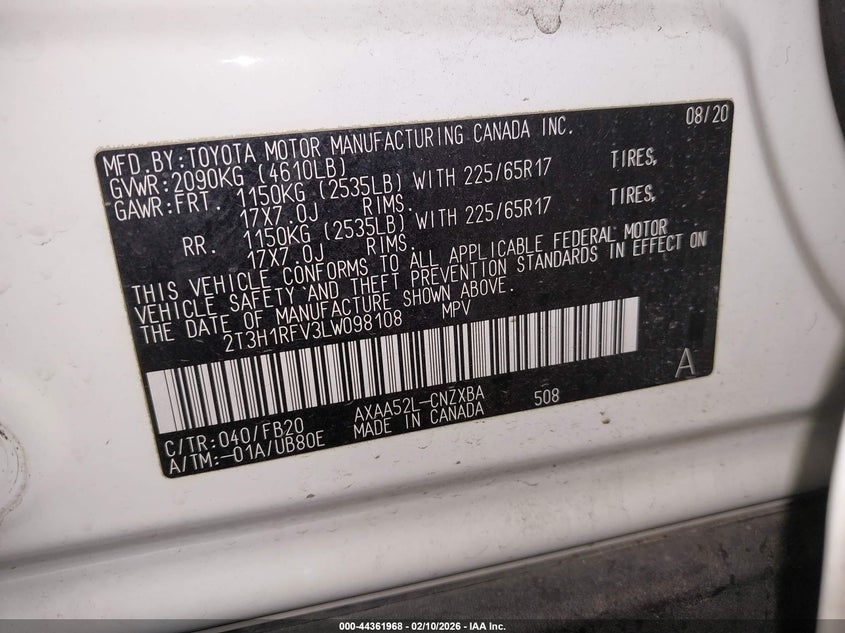 08/20
MFD.BY:TOYOTA MOTOR MANUFACTURING CANADA INC.
GVWR:2090KG (4610LB)
GAWR:FRT. 1150KG (2535LB) WITH 225/65R17 TIRES,
17X7.0J RIMS.
RR. 1150KG (2535LB) WITH 225/65R17 TIRES,
17X7.0J RIMS.
THIS VEHICLE CONFORMS TO ALL APPLICABLE FEDERAL MOTOR
VEHICLE SAFETY AND THEFT PREVENTION STANDARDS IN EFFECT ON
THE DATE OF MANUFACTURE SHOWN ABOVE.
2T3H1RFV3LW098108 MPV
A
C/TR:040/FB20 AXAA52L-CNZXBA 508
A/TM:-01A/UB80E MADE IN CANADA
000-44361968 - 02/10/2026 - IAA Inc.